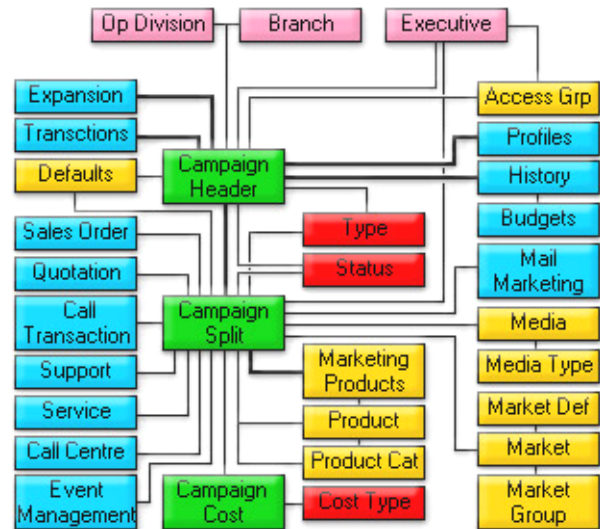 Op Division
Branch
Executive
Expansion
Access Grp
Transctions
Profiles
Campaign
Header
Defaults
History
Budgets
Type
Sales Order
Status
Quotation
Mail
Marketing
Call
Transaction
Campaign
Split
Media
Support
Marketing
Products
Media Type
Service
Product
Market Def
Call Centre
Product Cat
Market
Event
Management
Campaign
Cost
Cost Type
Market
Group